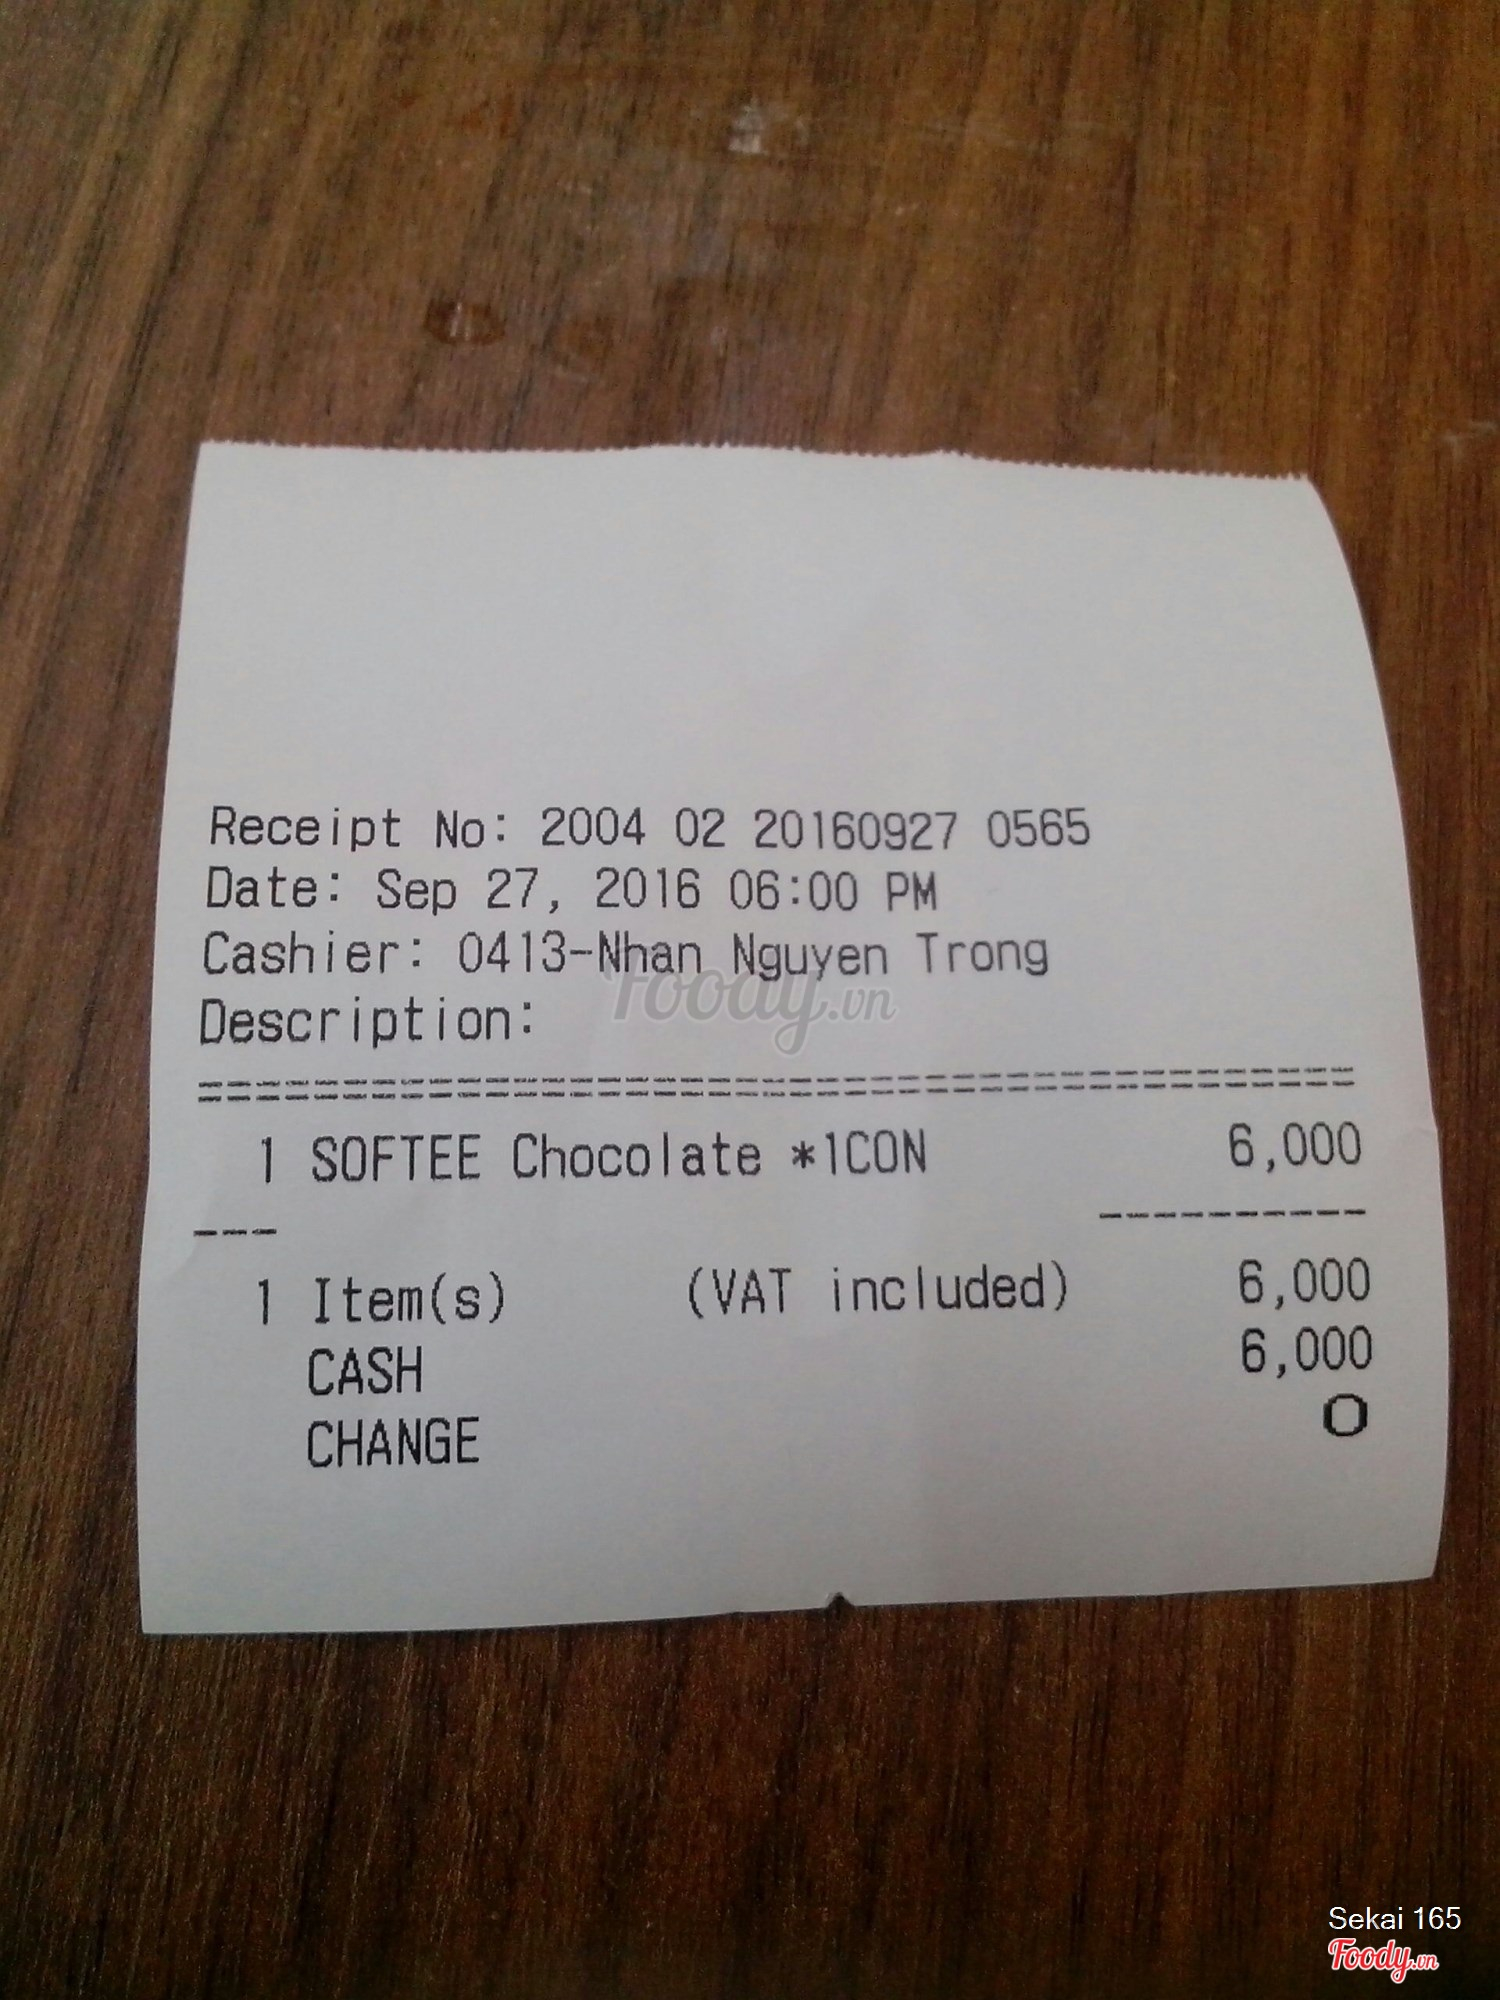 Receipt No: 2004 02 20160927 0565
Date: Sep 27, 2016 06:00 PM
Cashier: 0413-Nhan Nguyen Trong
Foody.vn
Description:
1 SOFTEE Chocolate *1CON 6,000
1 Item(s) (VAT included) 6,000
CASH 6,000
CHANGE 0
Sekai 165
Foody.vn